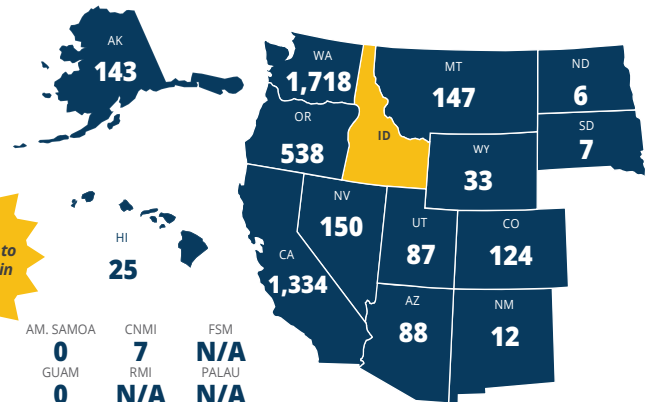 AK
143
WA
1,718
MT
147
ND
6
OR
538
ID
SD
7
WY
33
NV
150
UT
87
CO
124
HI
25
to
in
CA
1,334
AZ
88
NM
12
AM. SAMOA CNMI FSM
0 7 N/A
GUAM RMI PALAU
0 N/A N/A